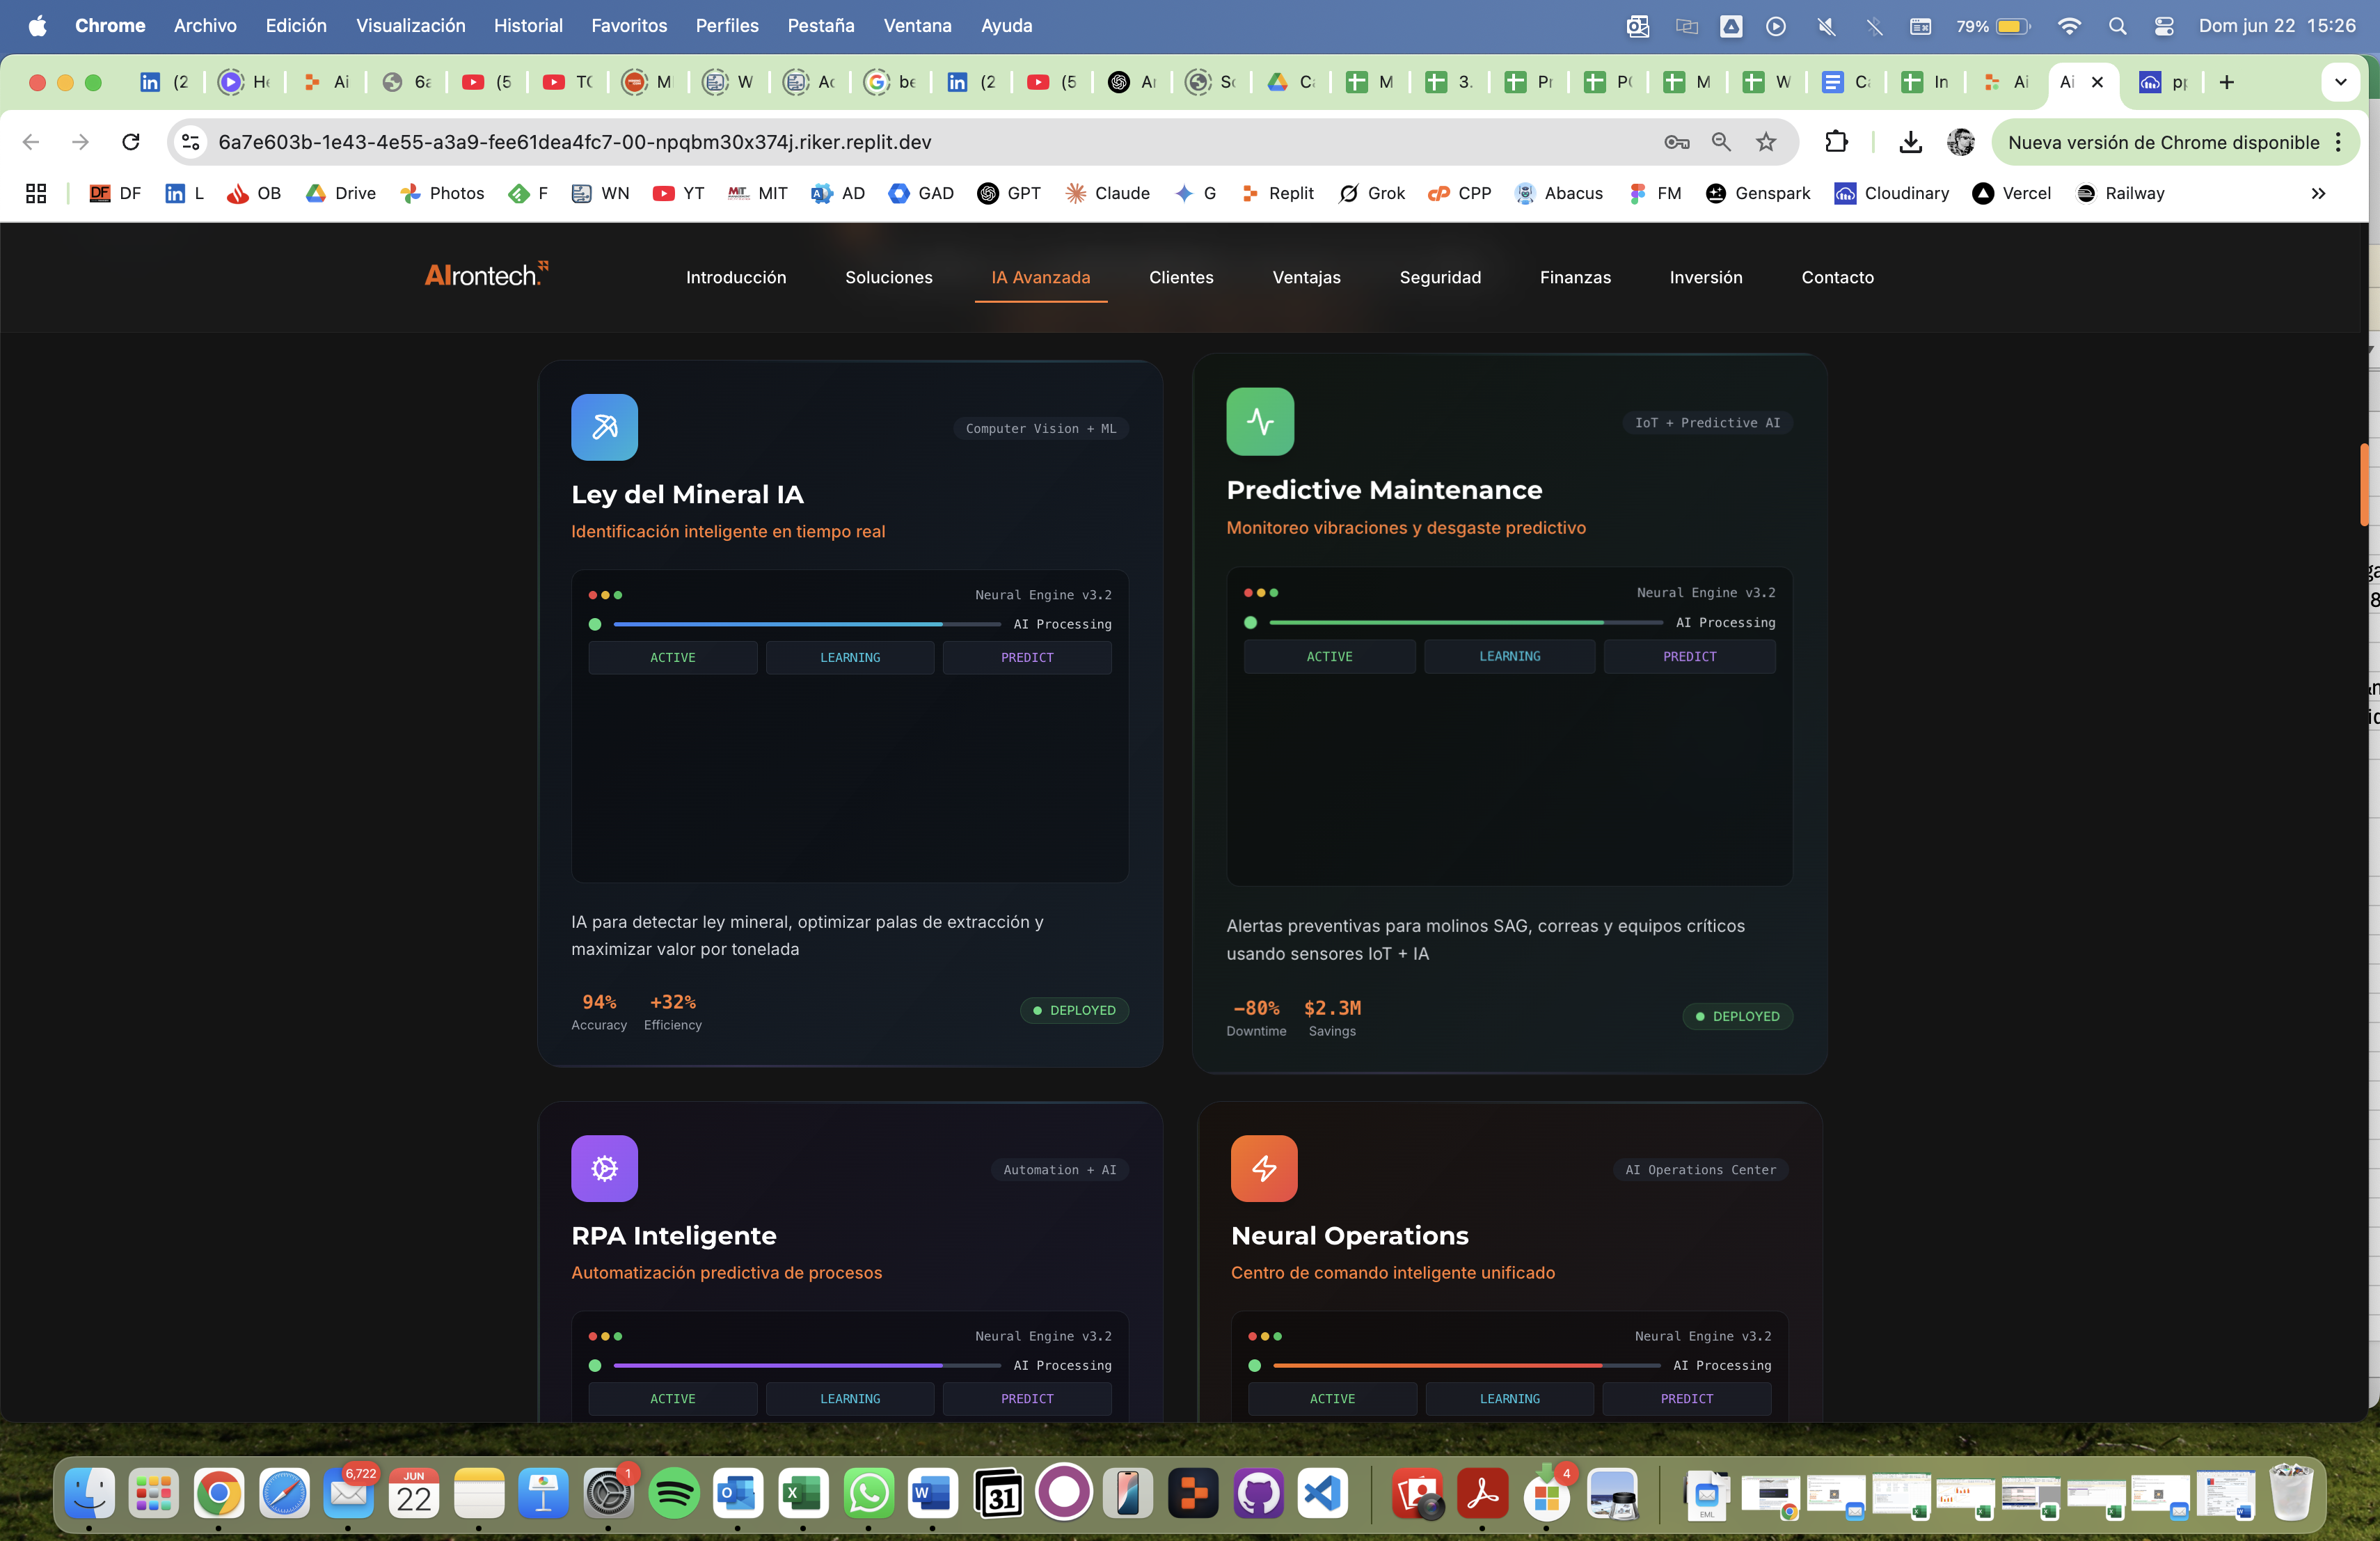 Chrome Archivo Edición Visualización Historial Favoritos Perfiles Pestaña Ventana Ayuda 79% Dom jun 22 15:26
(2 He Ai 6a (5 TO M W Ac be (2 (5 Ar So C M 3. Pr PO M W C In Ai Ai pp
6a7e603b-1e43-4e55-a3a9-fee61dea4fc7-00-npqbm30x374j.riker.replit.dev Nueva versión de Chrome disponible
DF L OB Drive Photos F WN YT MIT AD GAD GPT Claude G Replit Grok CPP Abacus FM Genspark Cloudinary Vercel Railway
AIrontech. Introducción Soluciones IA Avanzada Clientes Ventajas Seguridad Finanzas Inversión Contacto
Computer Vision + ML
Ley del Mineral IA
Identificación inteligente en tiempo real
Neural Engine v3.2
AI Processing
ACTIVE LEARNING PREDICT
IA para detectar ley mineral, optimizar palas de extracción y
maximizar valor por tonelada
94% +32%
Accuracy Efficiency
DEPLOYED
IoT + Predictive AI
Predictive Maintenance
Monitoreo vibraciones y desgaste predictivo
Neural Engine v3.2
AI Processing
ACTIVE LEARNING PREDICT
Alertas preventivas para molinos SAG, correas y equipos críticos
usando sensores IoT + IA
-80% $2.3M
Downtime Savings
DEPLOYED
Automation + AI
RPA Inteligente
Automatización predictiva de procesos
Neural Engine v3.2
AI Processing
ACTIVE LEARNING PREDICT
AI Operations Center
Neural Operations
Centro de comando inteligente unificado
Neural Engine v3.2
AI Processing
ACTIVE LEARNING PREDICT
6,722 JUN 22 1 31 4
EML